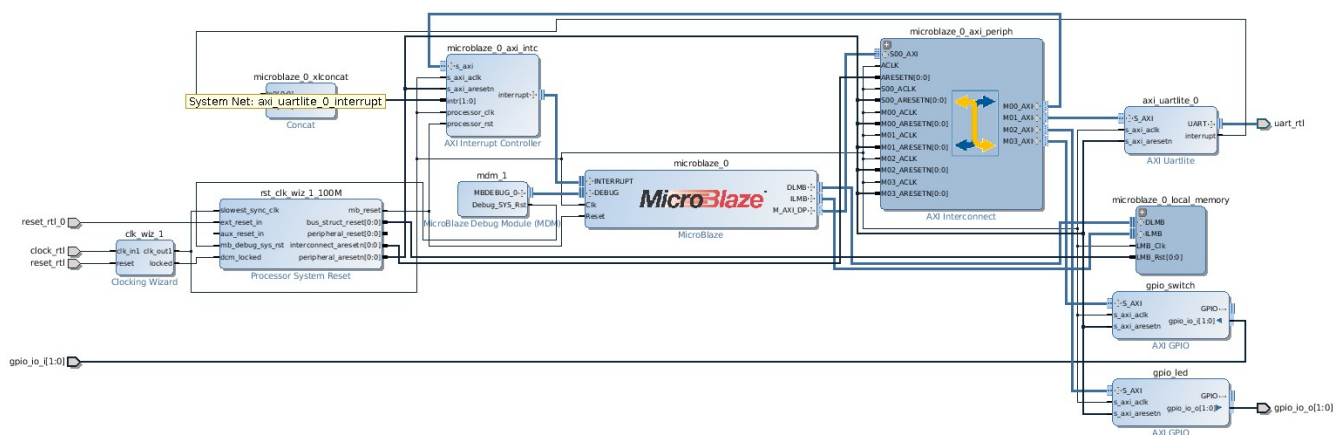 microblaze_0_xlconcat
System Net: axi_uartlite_0_interrupt
Concat
microblaze_0_axi_intc
s_axi
s_axi_aclk
s_axi_aresetn
intr[1:0]
processor_clk
processor_rst
interrupt
AXI Interrupt Controller
mdm_1
MBDEBUG_0
Debug_SYS_Rst
MicroBlaze Debug Module (MDM)
microblaze_0
INTERRUPT
DEBUG
Clk
Reset
MicroBlaze
DLMB
ILMB
M_AXI_DP
MicroBlaze
microblaze_0_axi_periph
S00_AXI
ACLK
ARESETN[0:0]
S00_ACLK
S00_ARESETN[0:0]
M00_ACLK
M00_ARESETN[0:0]
M01_ACLK
M01_ARESETN[0:0]
M02_ACLK
M02_ARESETN[0:0]
M03_ACLK
M03_ARESETN[0:0]
M00_AXI
M01_AXI
M02_AXI
M03_AXI
AXI Interconnect
axi_uartlite_0
S_AXI
s_axi_aclk
s_axi_aresetn
UART
interrupt
AXI Uartlite
uart_rtl
microblaze_0_local_memory
DLMB
ILMB
LMB_Clk
LMB_Rst[0:0]
reset_rtl_0
clock_rtl
reset_rtl
clk_wiz_1
clk_in1 clk_out1
reset locked
Clocking Wizard
rst_clk_wiz_1_100M
slowest_sync_clk
ext_reset_in
aux_reset_in
mb_debug_sys_rst
dcm_locked
mb_reset
bus_struct_reset[0:0]
peripheral_reset[0:0]
interconnect_aresetn[0:0]
peripheral_aresetn[0:0]
Processor System Reset
gpio_switch
S_AXI
s_axi_aclk
s_axi_aresetn
GPIO
gpio_io_i[1:0]
AXI GPIO
gpio_io_i[1:0]
gpio_led
S_AXI
s_axi_aclk
s_axi_aresetn
GPIO
gpio_io_o[1:0]
AXI GPIO
gpio_io_o[1:0]